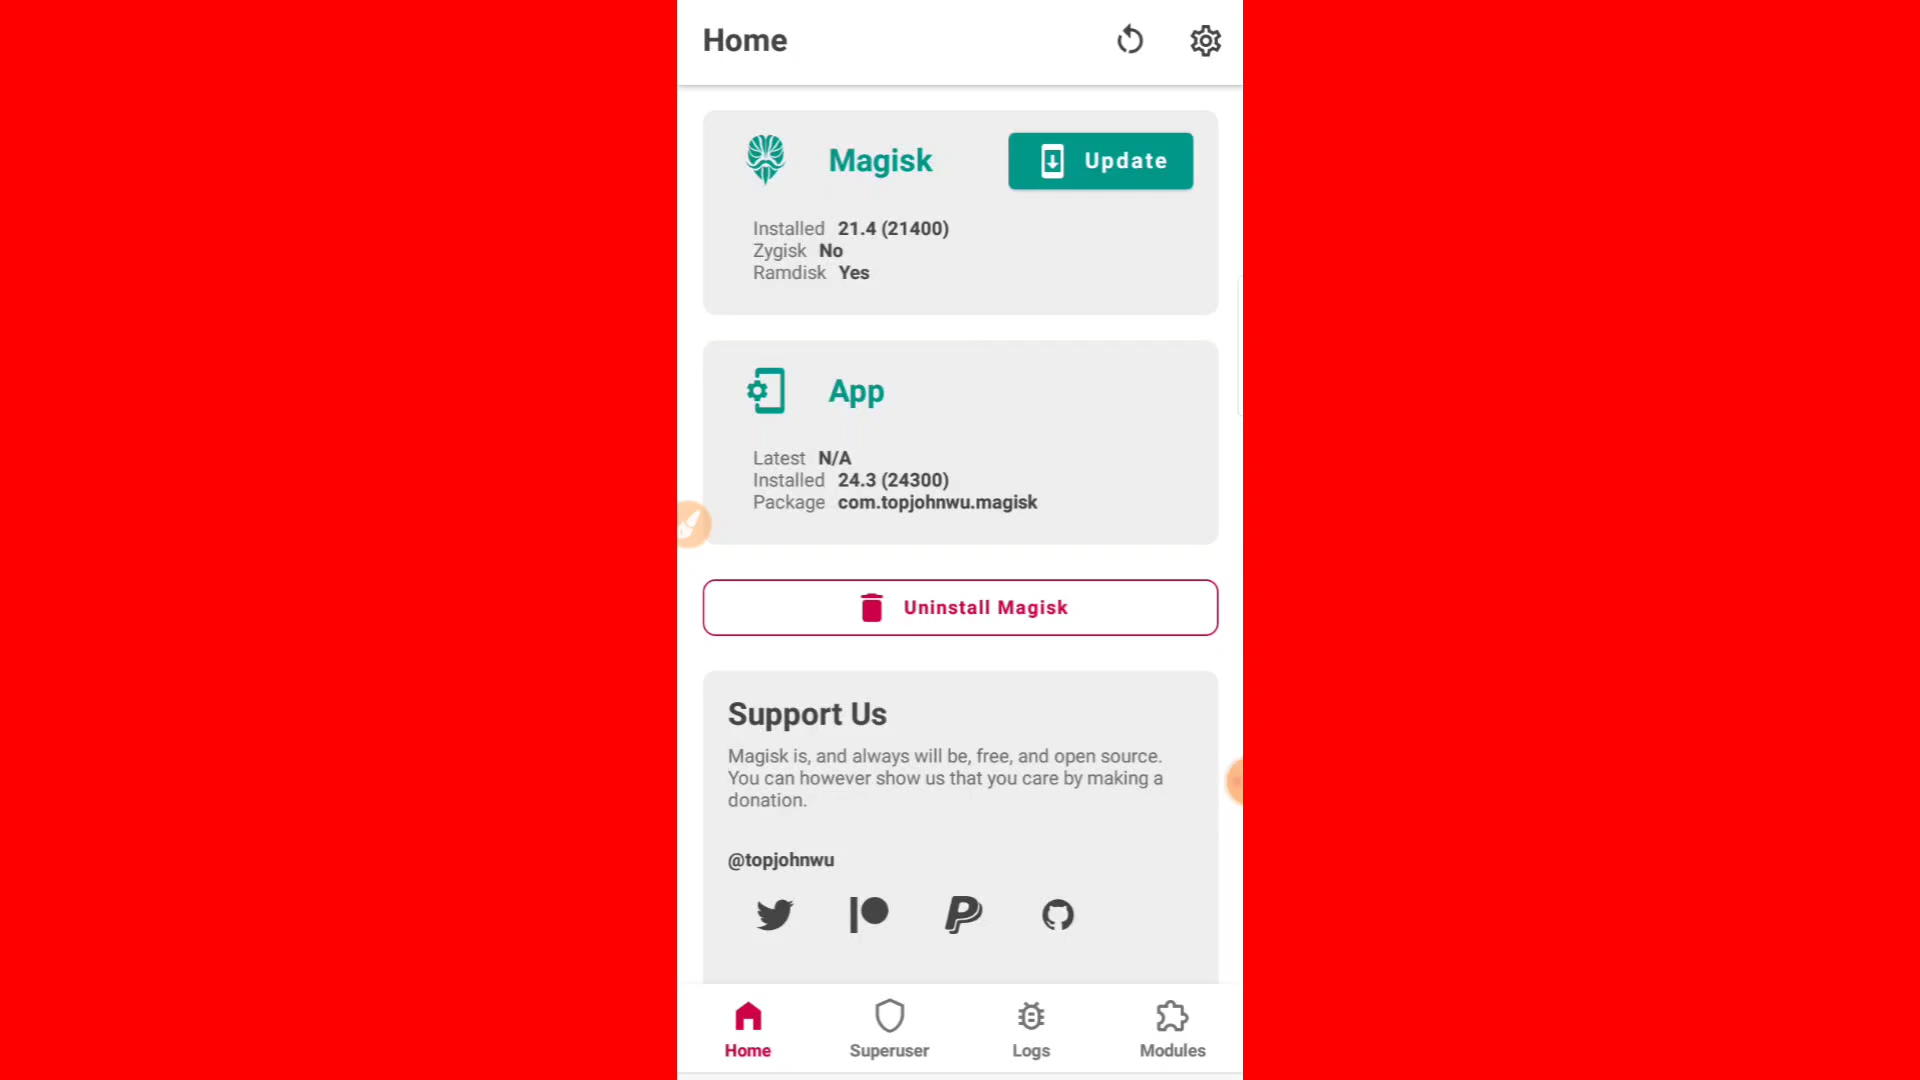 Home
Magisk
Update
Installed 21.4 (21400)
Zygisk No
Ramdisk Yes
App
Latest N/A
Installed 24.3 (24300)
Package com.topjohnwu.magisk
Uninstall Magisk
Support Us
Magisk is, and always will be, free, and open source.
You can however show us that you care by making a
donation.
@topjohnwu
Home
Superuser
Logs
Modules